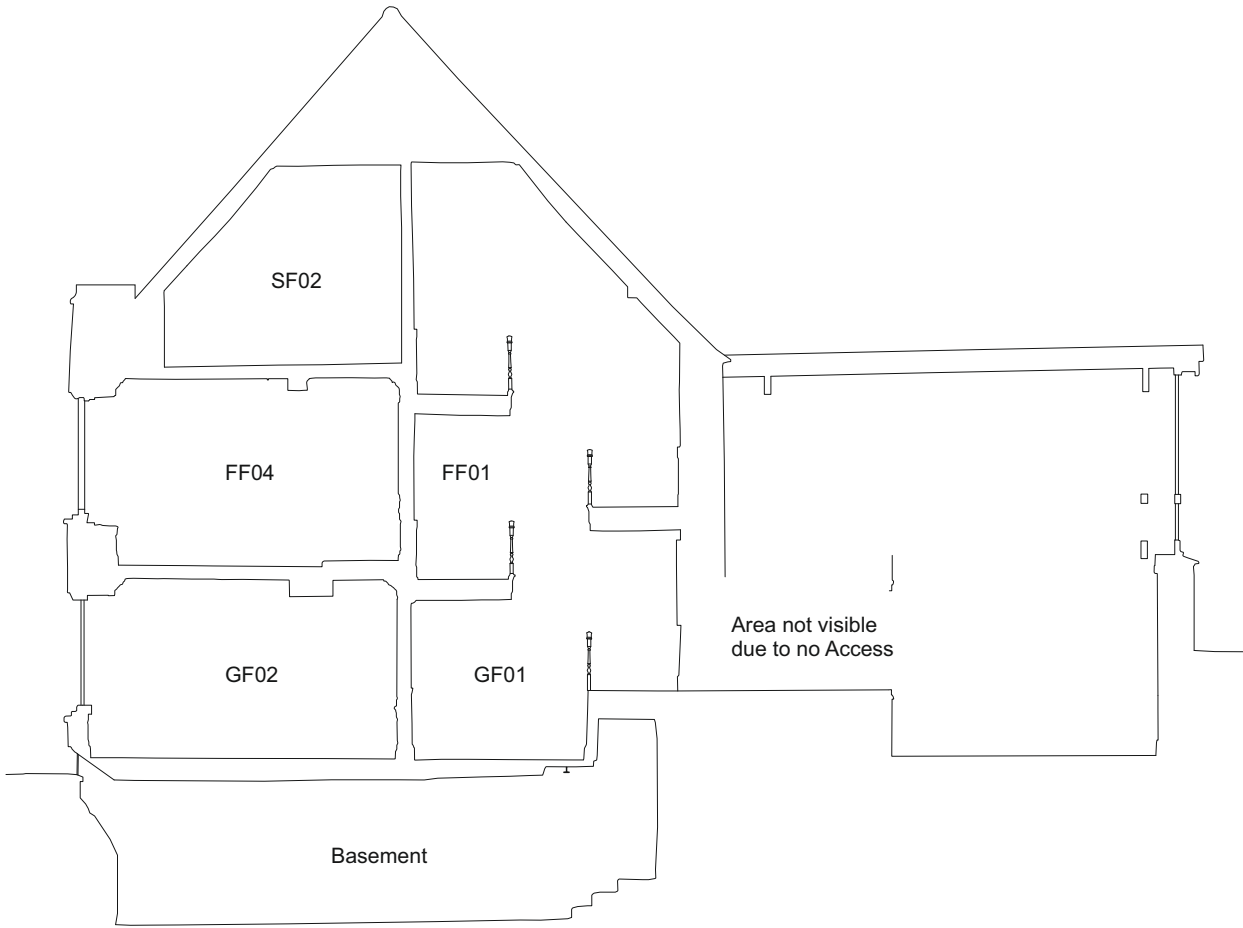 SF02
FF04
FF01
Area not visible
due to no Access
GF02
GF01
Basement